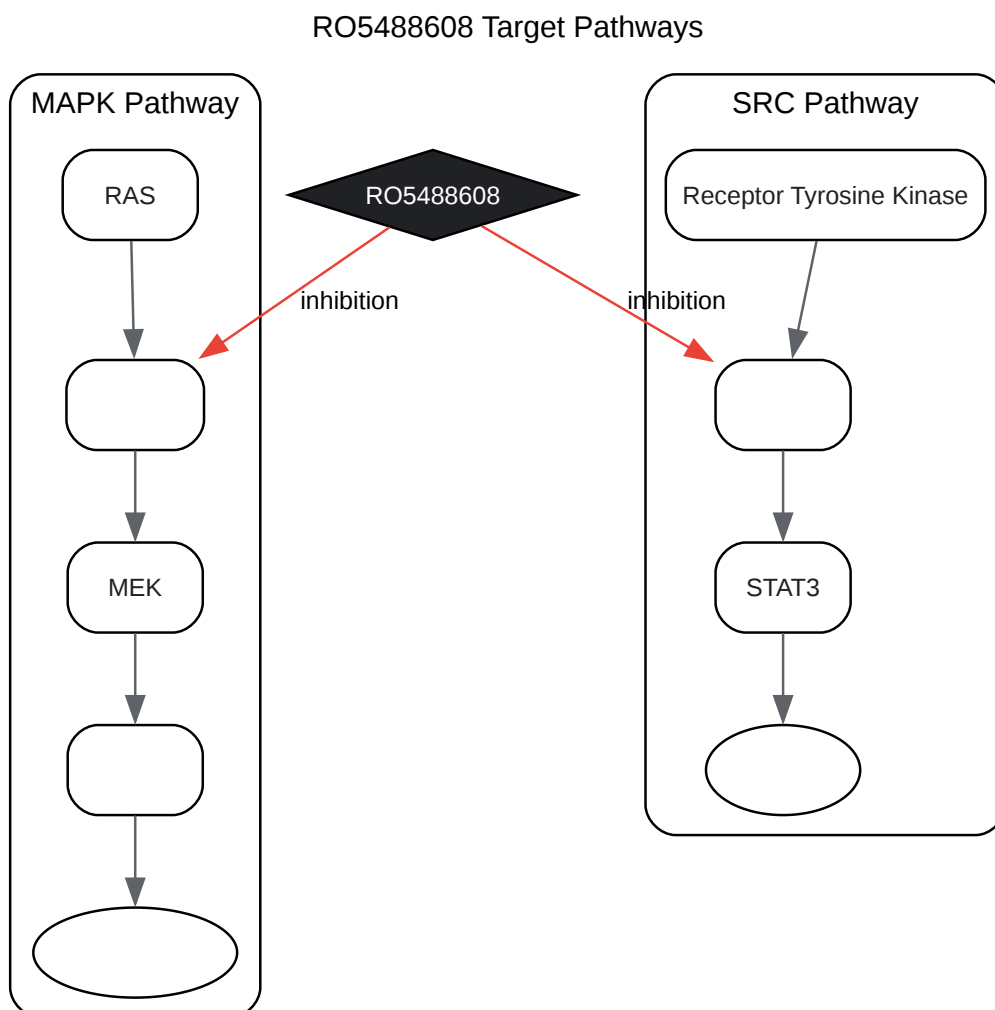 RO5488608 Target Pathways
MAPK Pathway
SRC Pathway
RAS
RO5488608
Receptor Tyrosine Kinase
inhibition
inhibition
MEK
STAT3